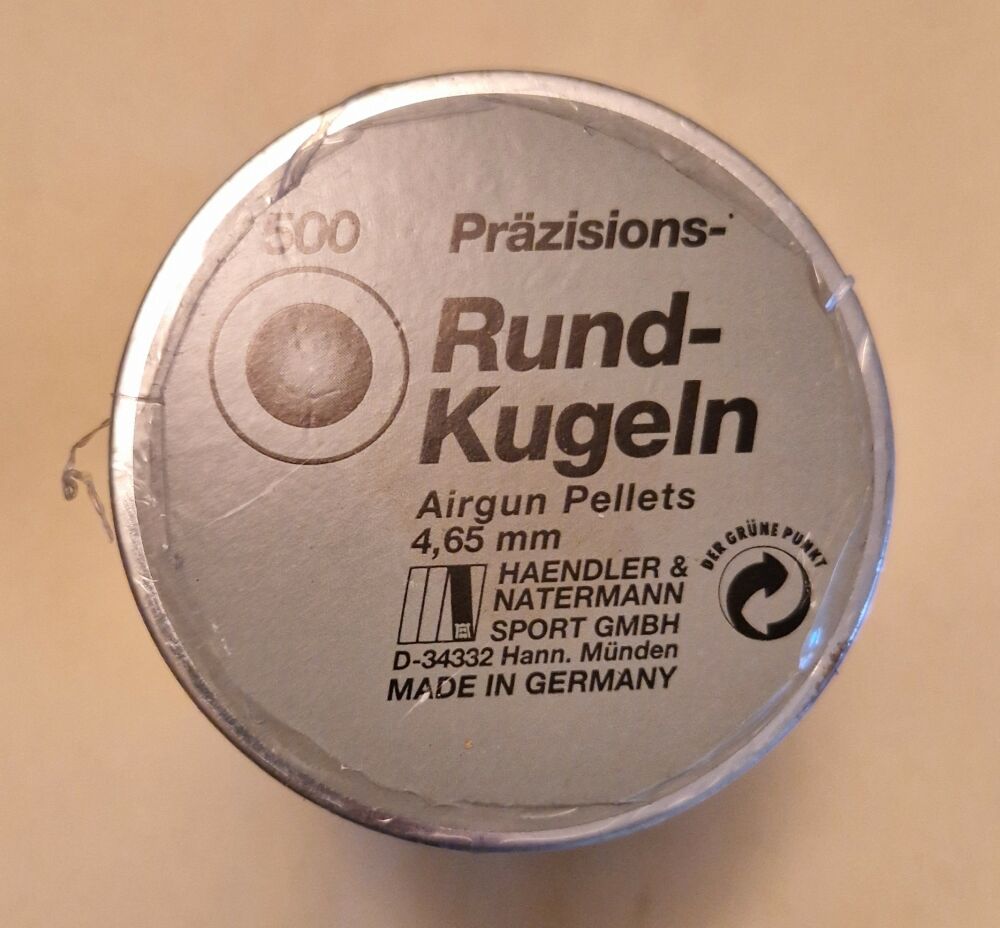 500
Präzisions-
Rund-
Kugeln
Airgun Pellets
4,65 mm
HAENDLER &
NATERMANN
SPORT GMBH
D-34332 Hann. Münden
MADE IN GERMANY
DER GRÜNE PUNKT